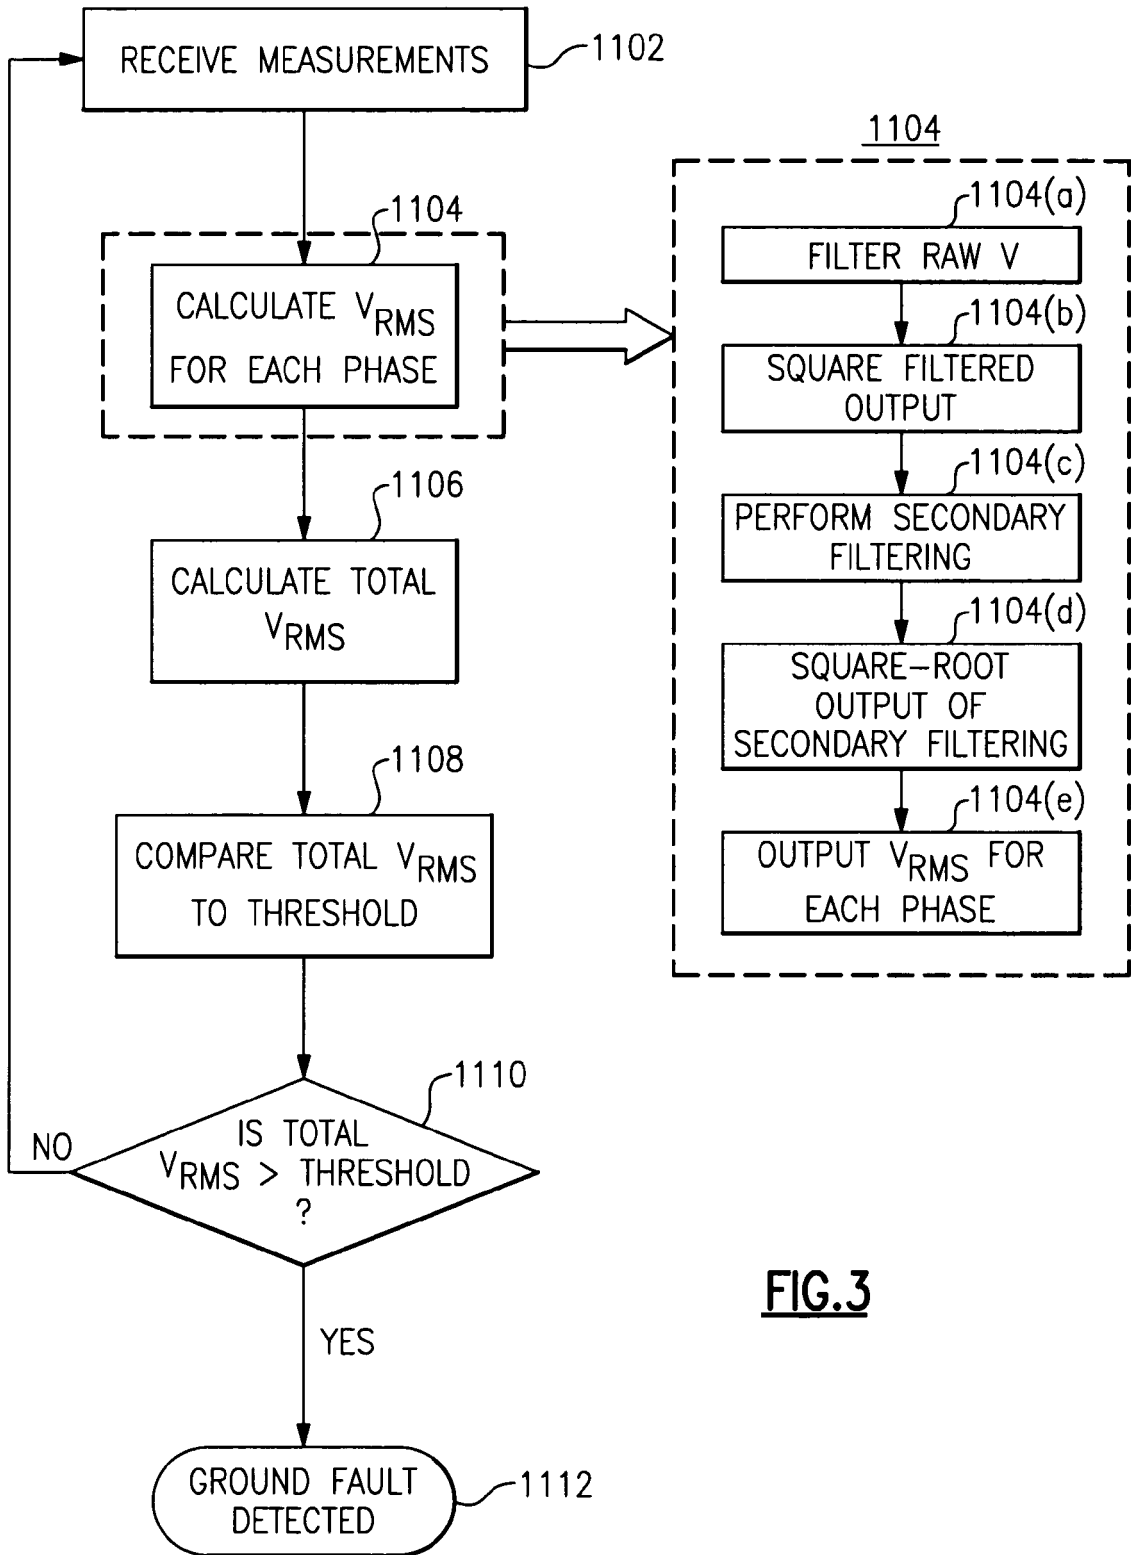 RECEIVE MEASUREMENTS
1102
1104
CALCULATE VRMS
FOR EACH PHASE
1106
CALCULATE TOTAL
VRMS
1108
COMPARE TOTAL VRMS
TO THRESHOLD
1110
IS TOTAL
VRMS > THRESHOLD
?
NO
YES
GROUND FAULT
DETECTED
1112
1104
1104(a)
FILTER RAW V
1104(b)
SQUARE FILTERED
OUTPUT
1104(c)
PERFORM SECONDARY
FILTERING
1104(d)
SQUARE-ROOT
OUTPUT OF
SECONDARY FILTERING
1104(e)
OUTPUT VRMS FOR
EACH PHASE
FIG.3